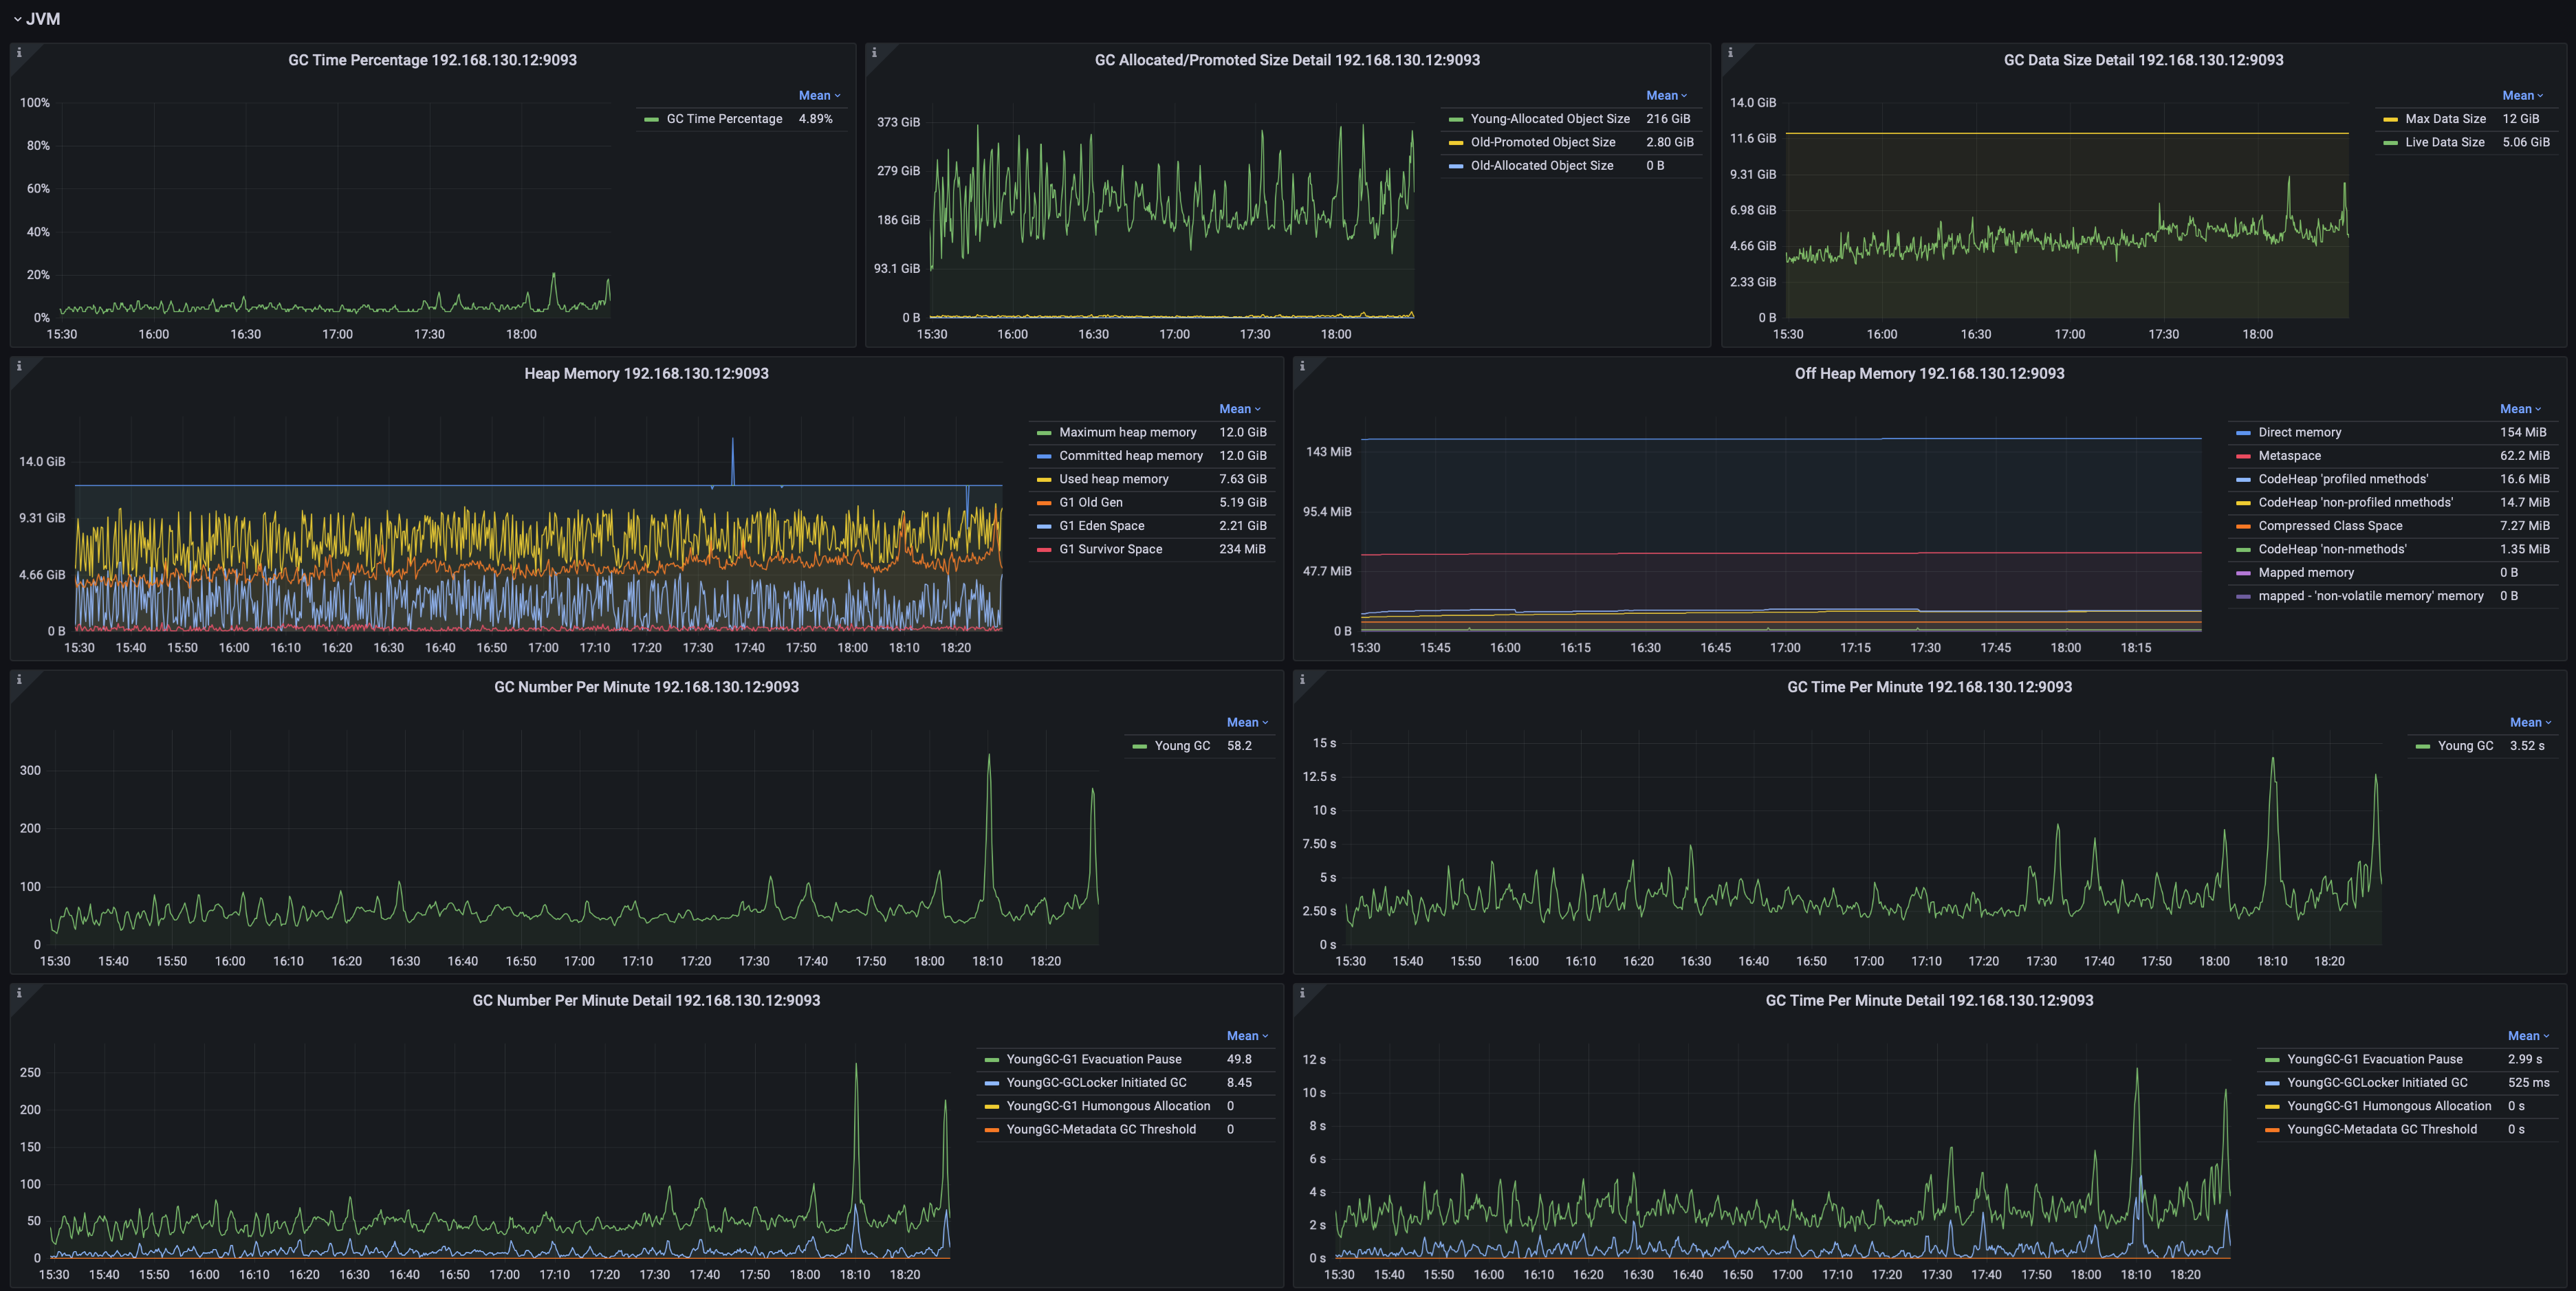 JVM
GC Time Percentage 192.168.130.12:9093
Mean
GC Time Percentage 4.89%
100%
80%
60%
40%
20%
0%
15:30 16:00 16:30 17:00 17:30 18:00
GC Allocated/Promoted Size Detail 192.168.130.12:9093
Mean
Young-Allocated Object Size 216 GiB
Old-Promoted Object Size 2.80 GiB
Old-Allocated Object Size 0 B
373 GiB
279 GiB
186 GiB
93.1 GiB
0 B
15:30 16:00 16:30 17:00 17:30 18:00
GC Data Size Detail 192.168.130.12:9093
Mean
Max Data Size 12 GiB
Live Data Size 5.06 GiB
14.0 GiB
11.6 GiB
9.31 GiB
6.98 GiB
4.66 GiB
2.33 GiB
0 B
15:30 16:00 16:30 17:00 17:30 18:00
Heap Memory 192.168.130.12:9093
Mean
Maximum heap memory 12.0 GiB
Committed heap memory 12.0 GiB
Used heap memory 7.63 GiB
G1 Old Gen 5.19 GiB
G1 Eden Space 2.21 GiB
G1 Survivor Space 234 MiB
14.0 GiB
9.31 GiB
4.66 GiB
0 B
15:30 15:40 15:50 16:00 16:10 16:20 16:30 16:40 16:50 17:00 17:10 17:20 17:30 17:40 17:50 18:00 18:10 18:20
Off Heap Memory 192.168.130.12:9093
Mean
Direct memory 154 MiB
Metaspace 62.2 MiB
CodeHeap 'profiled nmethods' 16.6 MiB
CodeHeap 'non-profiled nmethods' 14.7 MiB
Compressed Class Space 7.27 MiB
CodeHeap 'non-nmethods' 1.35 MiB
Mapped memory 0 B
mapped - 'non-volatile memory' memory 0 B
143 MiB
95.4 MiB
47.7 MiB
0 B
15:30 15:45 16:00 16:15 16:30 16:45 17:00 17:15 17:30 17:45 18:00 18:15
GC Number Per Minute 192.168.130.12:9093
Mean
Young GC 58.2
300
200
100
0
15:30 15:40 15:50 16:00 16:10 16:20 16:30 16:40 16:50 17:00 17:10 17:20 17:30 17:40 17:50 18:00 18:10 18:20
GC Time Per Minute 192.168.130.12:9093
Mean
Young GC 3.52 s
15 s
12.5 s
10 s
7.50 s
5 s
2.50 s
0 s
15:30 15:40 15:50 16:00 16:10 16:20 16:30 16:40 16:50 17:00 17:10 17:20 17:30 17:40 17:50 18:00 18:10 18:20
GC Number Per Minute Detail 192.168.130.12:9093
Mean
YoungGC-G1 Evacuation Pause 49.8
YoungGC-GCLocker Initiated GC 8.45
YoungGC-G1 Humongous Allocation 0
YoungGC-Metadata GC Threshold 0
250
200
150
100
50
0
15:30 15:40 15:50 16:00 16:10 16:20 16:30 16:40 16:50 17:00 17:10 17:20 17:30 17:40 17:50 18:00 18:10 18:20
GC Time Per Minute Detail 192.168.130.12:9093
Mean
YoungGC-G1 Evacuation Pause 2.99 s
YoungGC-GCLocker Initiated GC 525 ms
YoungGC-G1 Humongous Allocation 0 s
YoungGC-Metadata GC Threshold 0 s
12 s
10 s
8 s
6 s
4 s
2 s
0 s
15:30 15:40 15:50 16:00 16:10 16:20 16:30 16:40 16:50 17:00 17:10 17:20 17:30 17:40 17:50 18:00 18:10 18:20